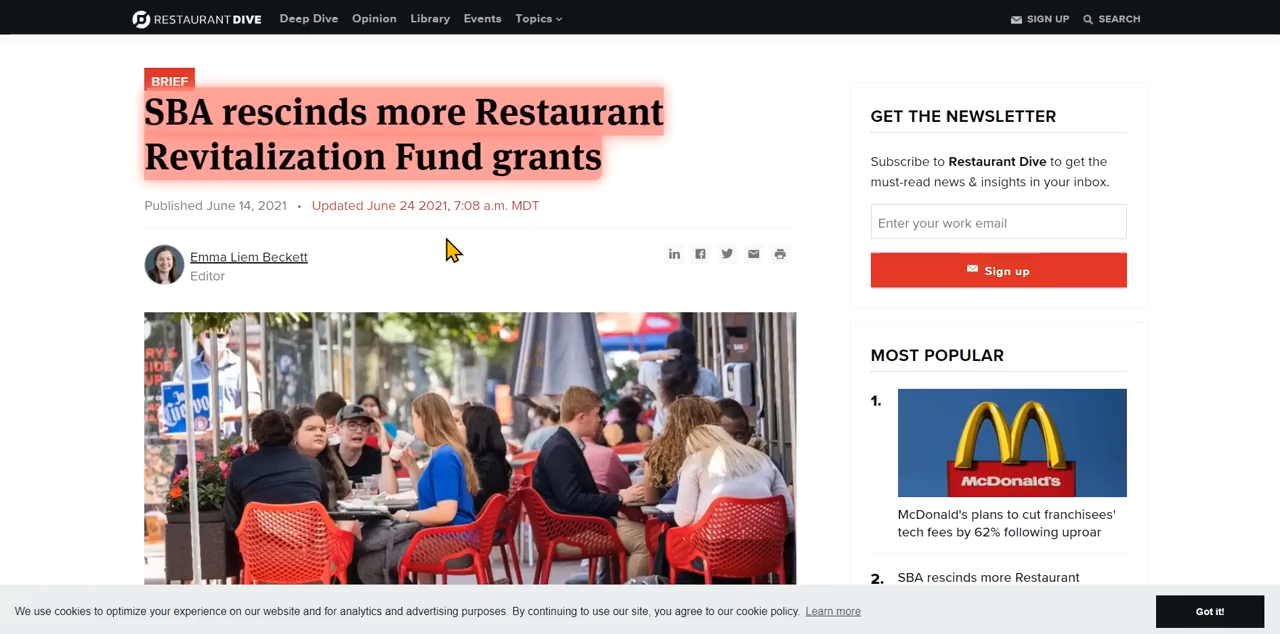 RESTAURANTDIVE Deep Dive Opinion Library Events Topics SIGN UP SEARCH
BRIEF
SBA rescinds more Restaurant
Revitalization Fund grants
Published June 14, 2021 • Updated June 24 2021, 7:08 a.m. MDT
Emma Liem Beckett
Editor
GET THE NEWSLETTER
Subscribe to Restaurant Dive to get the
must-read news & insights in your inbox.
Enter your work email
Sign up
MOST POPULAR
1.
McDonald's
McDonald's plans to cut franchisees'
tech fees by 62% following uproar
2. SBA rescinds more Restaurant
We use cookies to optimize your experience on our website and for analytics and advertising purposes. By continuing to use our site, you agree to our cookie policy. Learn more
Got it!